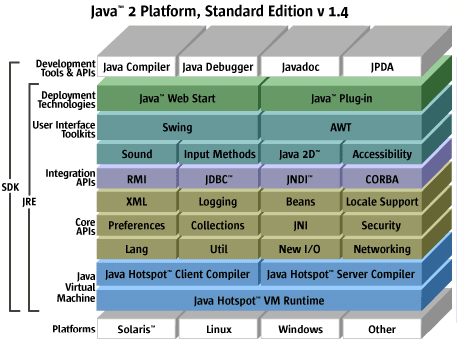 Java™ 2 Platform, Standard Edition v 1.4
Development
Tools & APIs
Java Compiler Java Debugger Javadoc JPDA
Deployment
Technologies
Java™ Web Start Java™ Plug-in
User Interface
Toolkits
Swing AWT
Sound Input Methods Java 2D™ Accessibility
Integration
APIs
RMI JDBC™ JNDI™ CORBA
SDK
JRE
XML Logging Beans Locale Support
Core
APIs
Preferences Collections JNI Security
Lang Util New I/O Networking
Java
Virtual
Machine
Java Hotspot™ Client Compiler Java Hotspot™ Server Compiler
Java Hotspot™ VM Runtime
Platforms Solaris™ Linux Windows Other